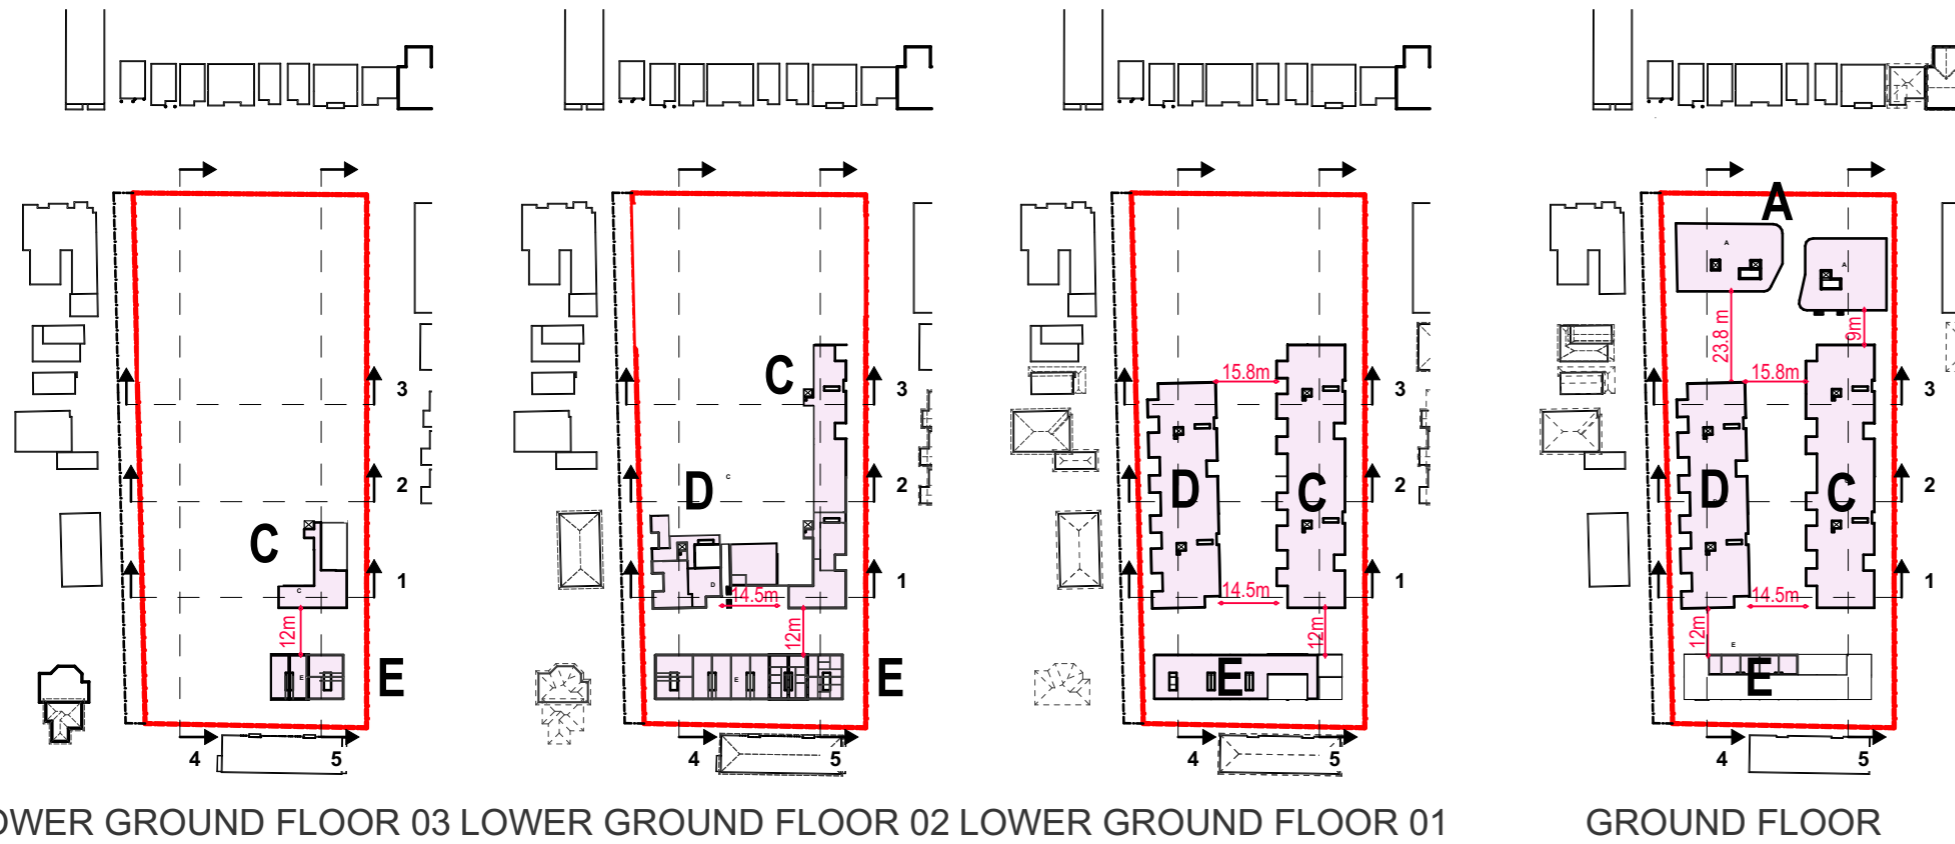 C
3
2
1
C
12m
E
E
4
5
OWER GROUND FLOOR 03
C
3
D
C
2
D
1
14.5m
12m
E
E
4
5
LOWER GROUND FLOOR 02
15.8m
3
D
C
2
1
14.5m
12m
E
4
5
LOWER GROUND FLOOR 01
A
A
A
23.8 m
9m
15.8m
3
D
C
2
1
14.5m
12m
E
E
4
5
GROUND FLOOR